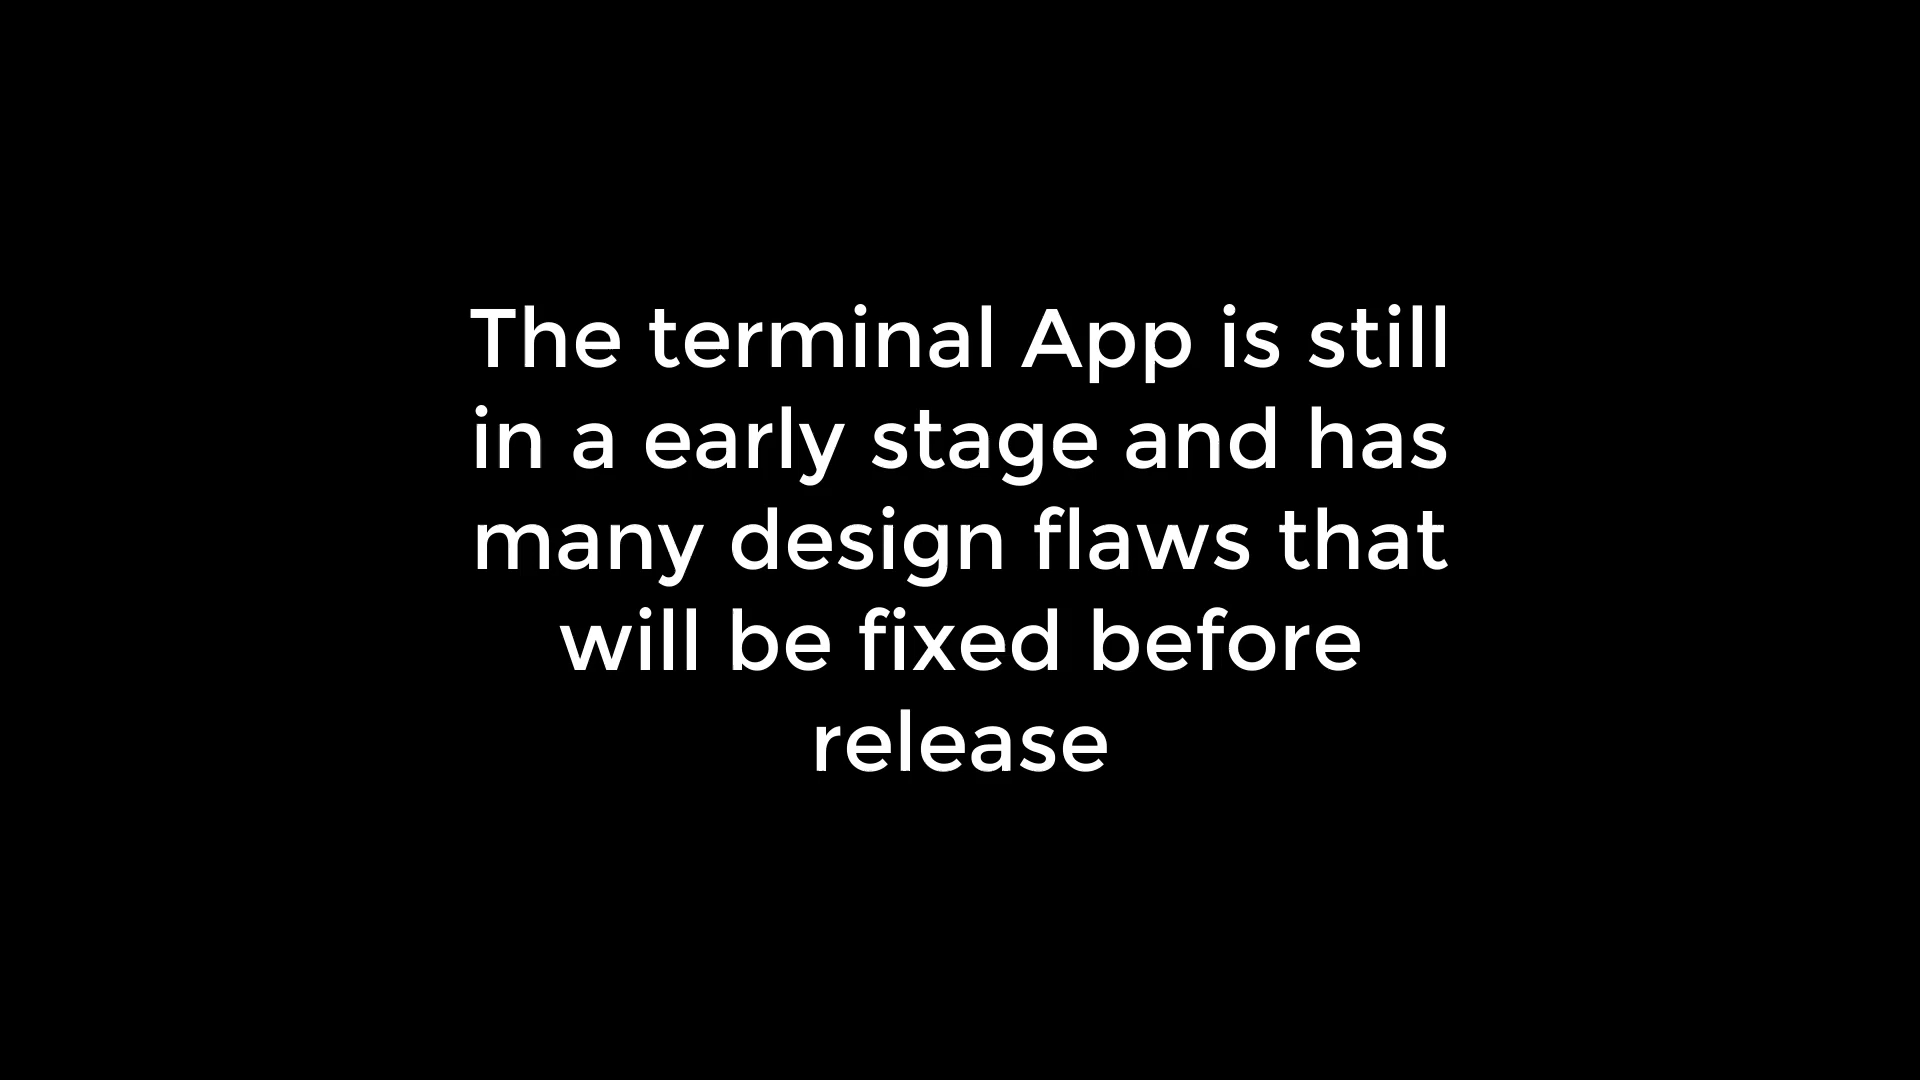 The terminal App is still
in a early stage and has
many design flaws that
will be fixed before
release